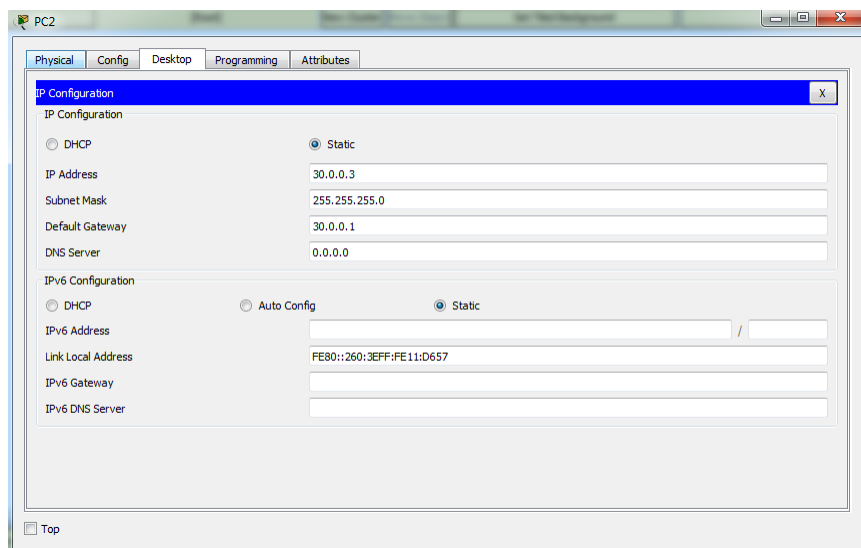 PC2
Physical Config Desktop Programming Attributes
IP Configuration X
IP Configuration
DHCP Static
IP Address 30.0.0.3
Subnet Mask 255.255.255.0
Default Gateway 30.0.0.1
DNS Server 0.0.0.0
IPv6 Configuration
DHCP Auto Config Static
IPv6 Address /
Link Local Address FE80::260:3EFF:FE11:D657
IPv6 Gateway
IPv6 DNS Server
Top